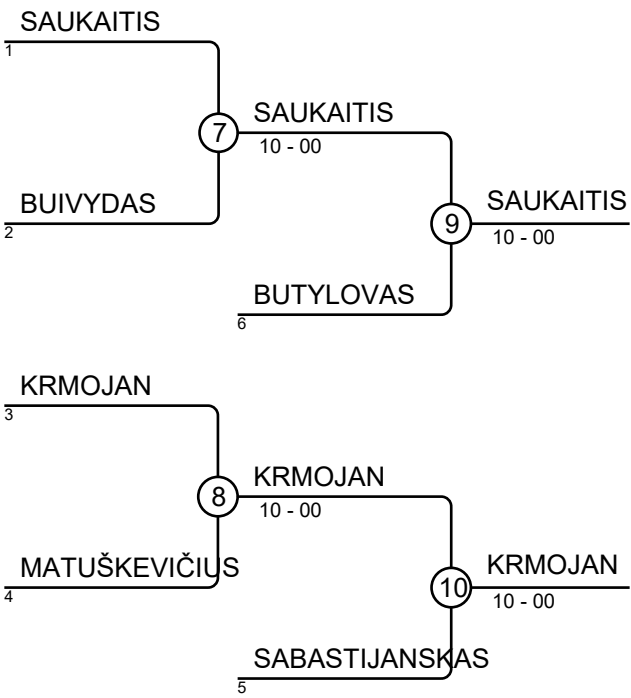 SAUKAITIS
1
SAUKAITIS
7
10 - 00
BUIVYDAS
2
SAUKAITIS
9
10 - 00
BUTYLOVAS
6
KRMOJAN
3
KRMOJAN
8
10 - 00
MATUŠKEVIČIUS
4
KRMOJAN
10
10 - 00
SABASTIJANSKAS
5